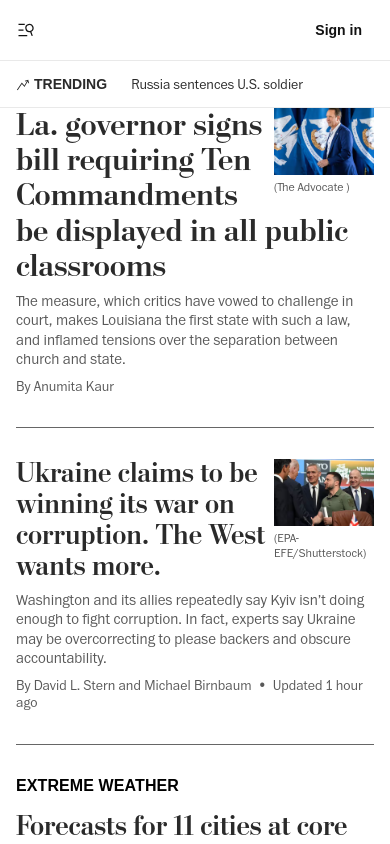 Sign in
TRENDING Russia sentences U.S. soldier
La. governor signs
bill requiring Ten
Commandments
be displayed in all public
classrooms
(The Advocate )
The measure, which critics have vowed to challenge in
court, makes Louisiana the first state with such a law,
and inflamed tensions over the separation between
church and state.
By Anumita Kaur
Ukraine claims to be
winning its war on
corruption. The West
wants more.
(EPA-
EFE/Shutterstock)
Washington and its allies repeatedly say Kyiv isn't doing
enough to fight corruption. In fact, experts say Ukraine
may be overcorrecting to please backers and obscure
accountability.
By David L. Stern and Michael Birnbaum • Updated 1 hour
ago
EXTREME WEATHER
Forecasts for 11 cities at core